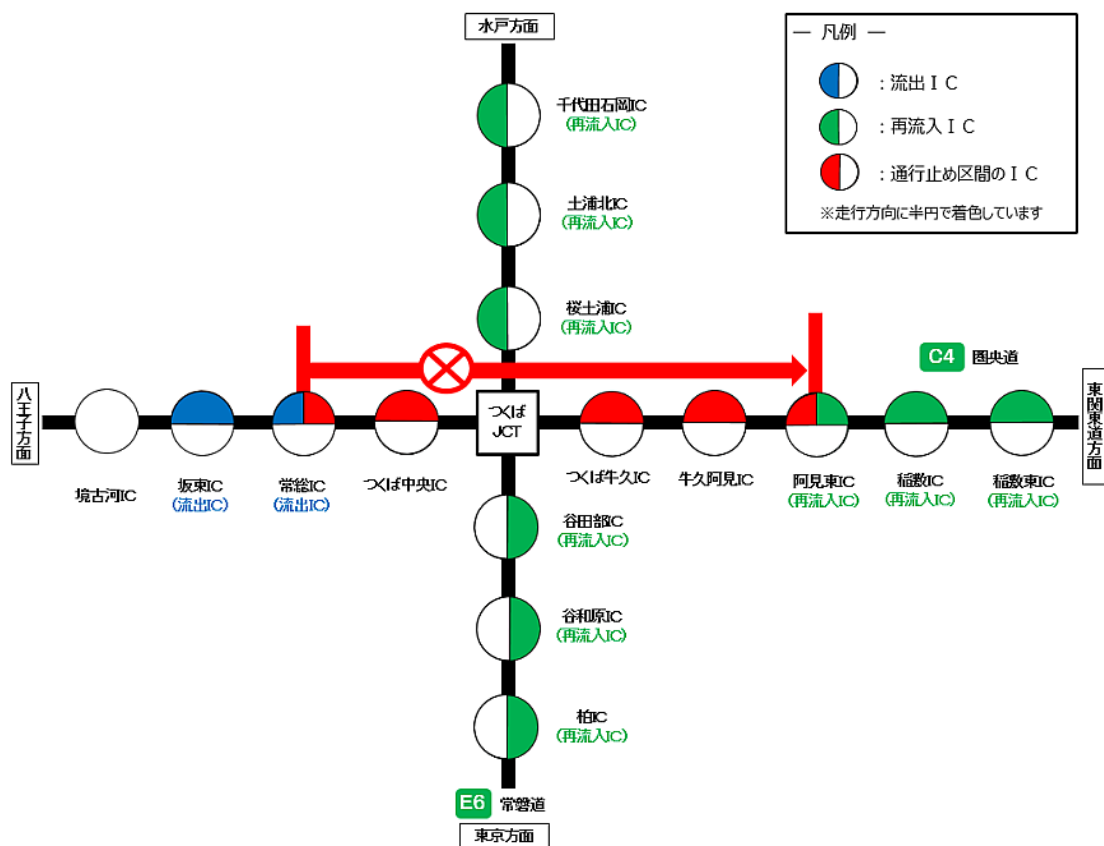 水戸方面
― 凡例 ―
：流出ＩＣ
：再流入ＩＣ
：通行止め区間のＩＣ
※走行方向に半円で着色しています
千代田石岡IC
(再流入IC)
土浦北IC
(再流入IC)
桜土浦IC
(再流入IC)
C4 圏央道
八王子方面
つくば
JCT
東関東道方面
境古河IC
坂東IC
(流出IC)
常総IC
(流出IC)
つくば中央IC
つくば牛久IC
牛久阿見IC
阿見東IC
(再流入IC)
稲敷IC
(再流入IC)
稲敷東IC
(再流入IC)
谷田部IC
(再流入IC)
谷和原IC
(再流入IC)
柏IC
(再流入IC)
E6 常磐道
東京方面